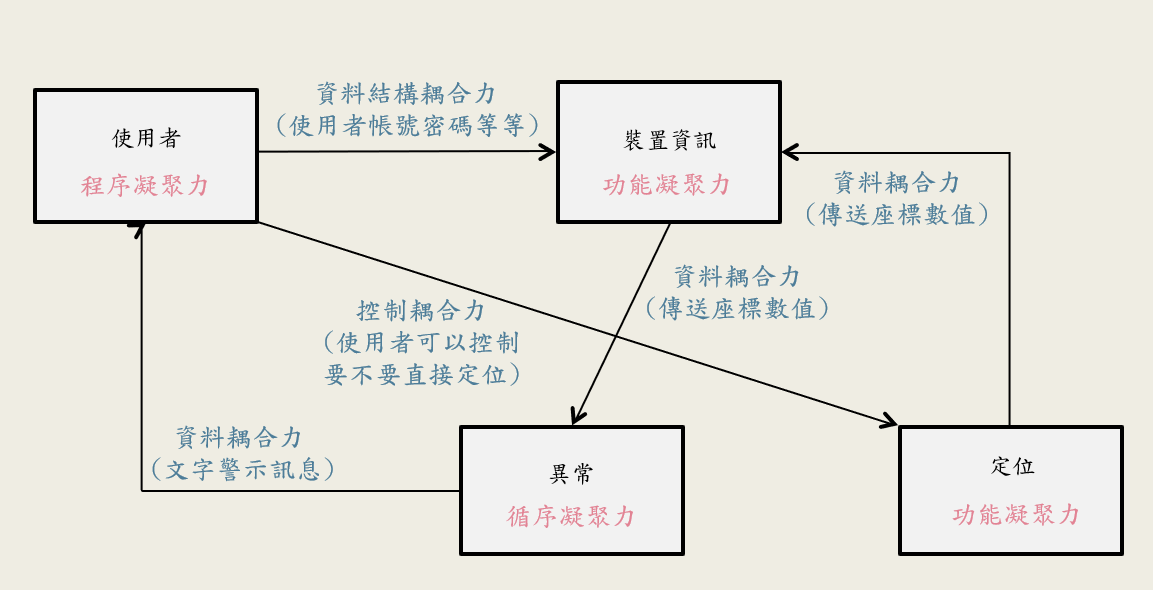 資料結構耦合力
（使用者帳號密碼等等）
使用者
程序凝聚力
裝置資訊
功能凝聚力
資料耦合力
（傳送座標數值）
資料耦合力
（傳送座標數值）
控制耦合力
（使用者可以控制
要不要直接定位）
資料耦合力
（文字警示訊息）
異常
循序凝聚力
定位
功能凝聚力